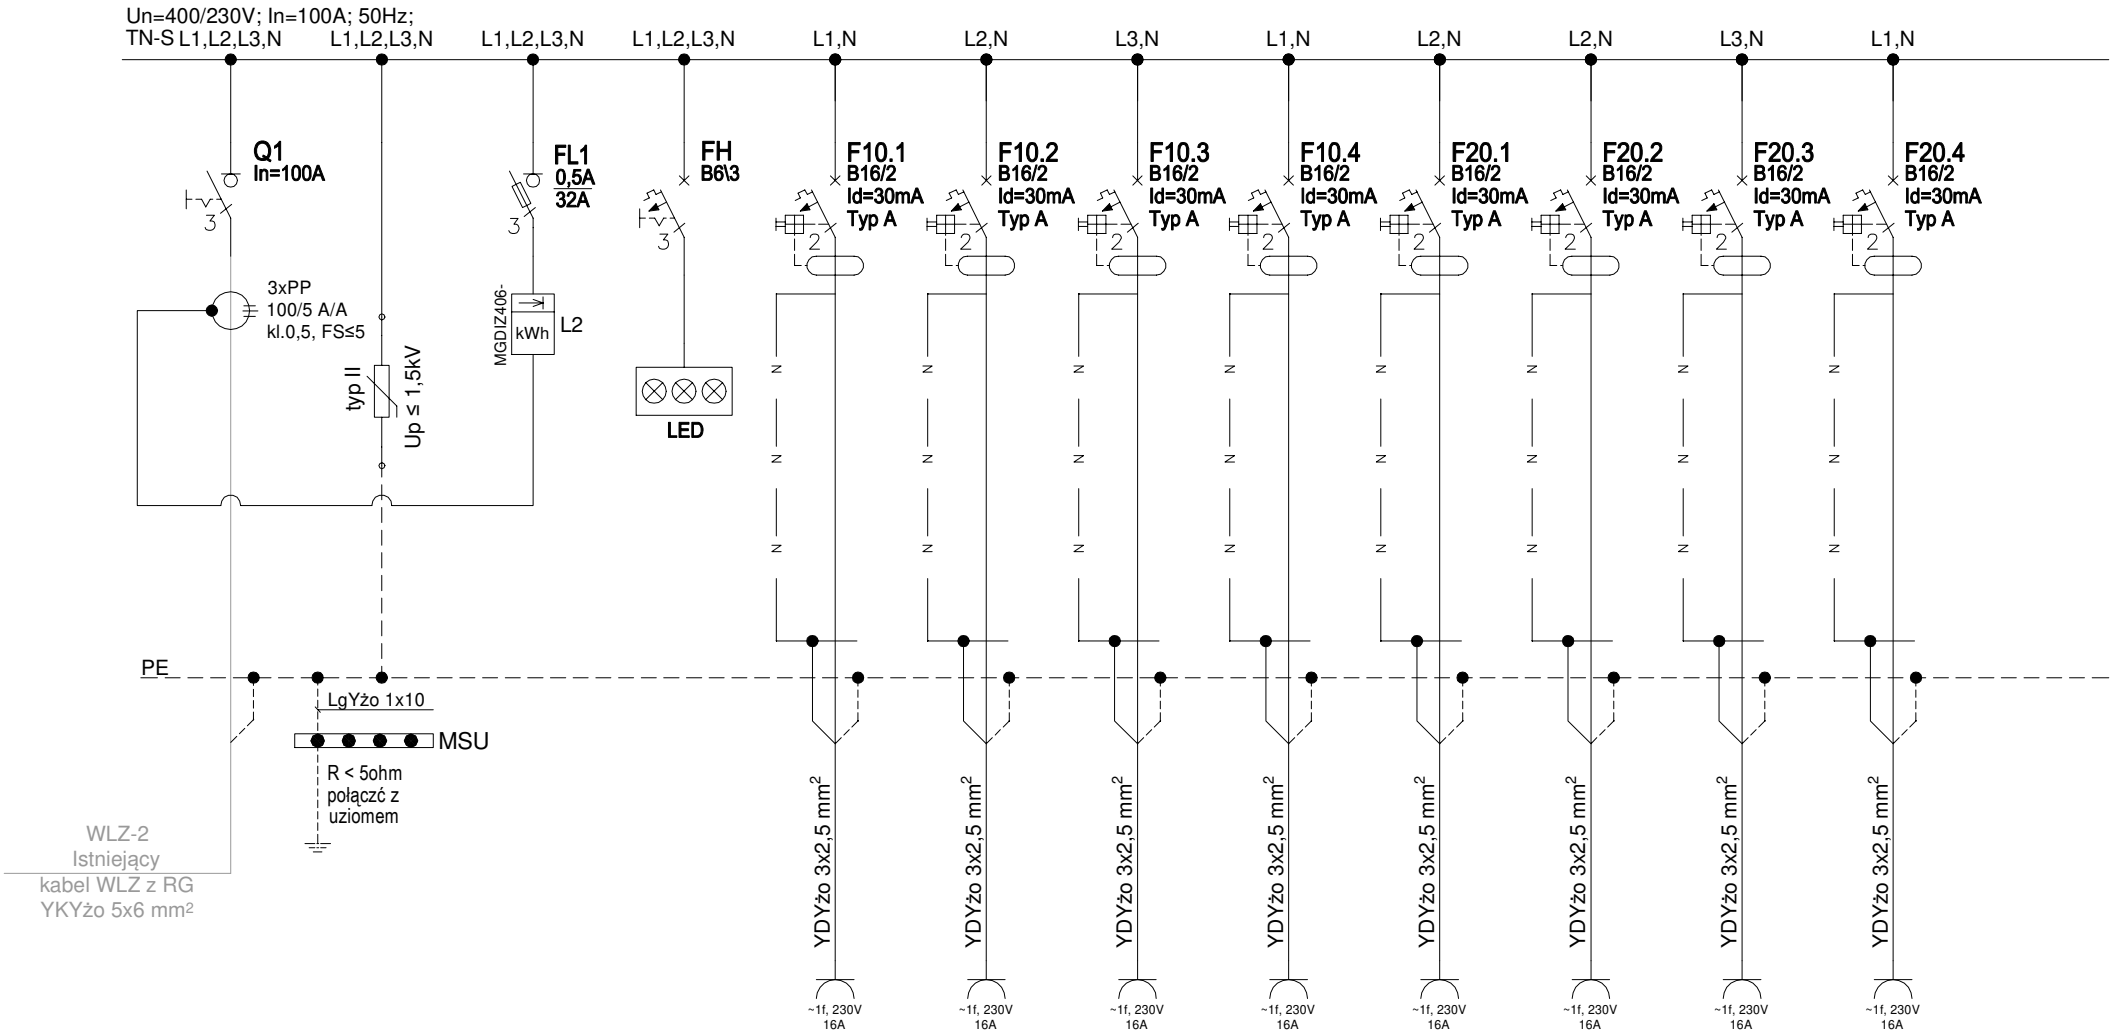 Un=400/230V; In=100A; 50Hz;
TN-S L1,L2,L3,N
L1,L2,L3,N
L1,L2,L3,N
L1,L2,L3,N
L1,N
L2,N
L3,N
L1,N
L2,N
L2,N
L3,N
L1,N
Q1
In=100A
3
3xPP
100/5 A/A
kl.0,5, FS≤5
typ II
Up ≤ 1,5kV
FL1
0,5A
32A
3
MGDIZ406-
kWh
L2
FH
B6\3
3
LED
F10.1
B16/2
Id=30mA
Typ A
2
F10.2
B16/2
Id=30mA
Typ A
2
F10.3
B16/2
Id=30mA
Typ A
2
F10.4
B16/2
Id=30mA
Typ A
2
F20.1
B16/2
Id=30mA
Typ A
2
F20.2
B16/2
Id=30mA
Typ A
2
F20.3
B16/2
Id=30mA
Typ A
2
F20.4
B16/2
Id=30mA
Typ A
2
N N N N N N N N
N N N N N N N N
N N N N N N N N
PE
LgYżo 1x10
MSU
R < 5ohm
połączć z
uziomem
WLZ-2
Istniejący
kabel WLZ z RG
YKYżo 5x6 mm²
YDYżo 3x2,5 mm²
YDYżo 3x2,5 mm²
YDYżo 3x2,5 mm²
YDYżo 3x2,5 mm²
YDYżo 3x2,5 mm²
YDYżo 3x2,5 mm²
YDYżo 3x2,5 mm²
YDYżo 3x2,5 mm²
~1f, 230V
16A
~1f, 230V
16A
~1f, 230V
16A
~1f, 230V
16A
~1f, 230V
16A
~1f, 230V
16A
~1f, 230V
16A
~1f, 230V
16A